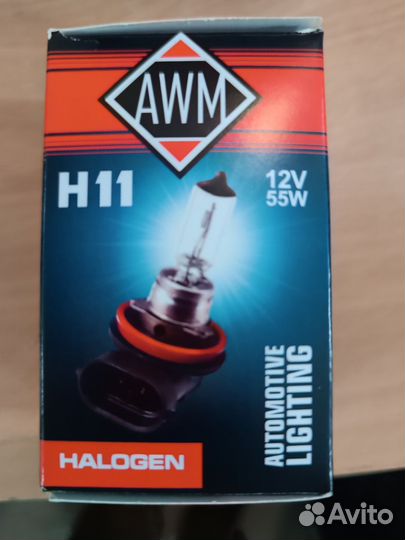 AWM
H11
12V
55W
AUTOMOTIVE
LIGHTING
HALOGEN
Avito